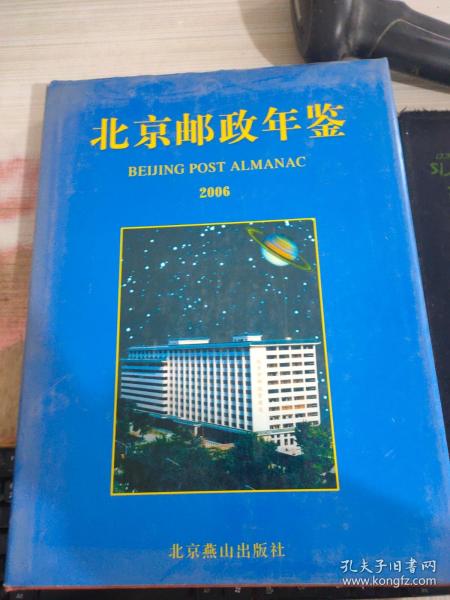 北京邮政年鉴
BEIJING POST ALMANAC
2006
北京燕山出版社
孔夫子旧书网
www.kongfz.com